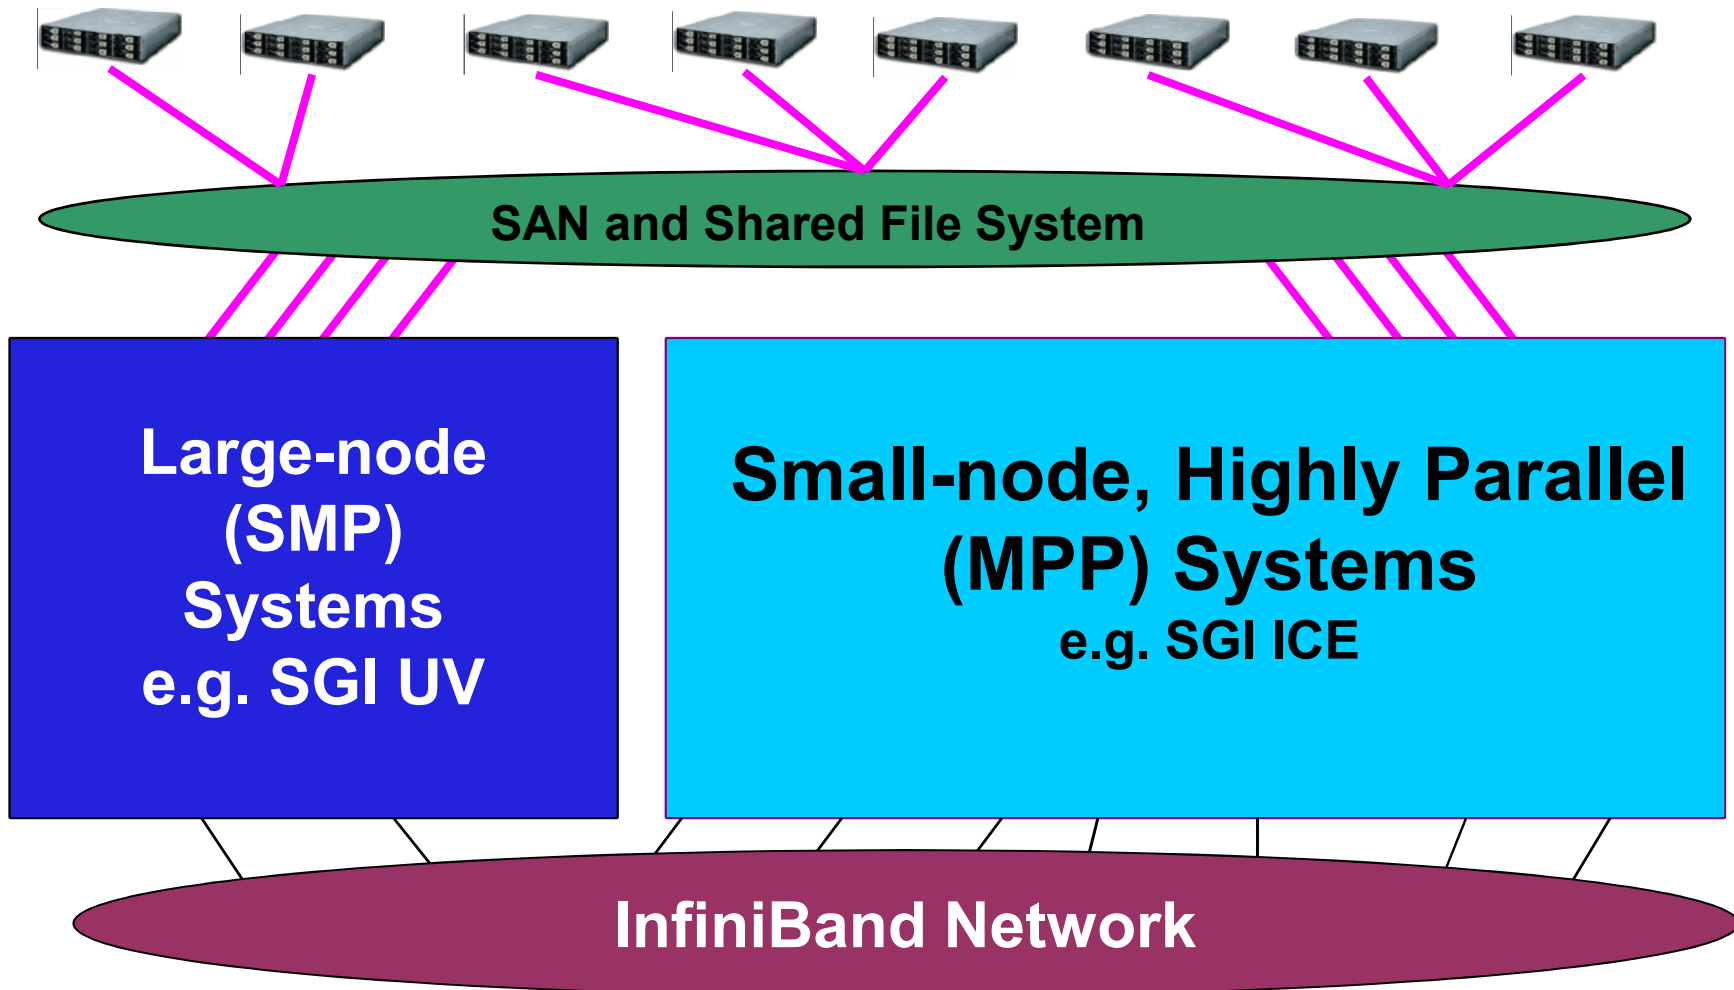 SAN and Shared File System
Large-node
(SMP)
Systems
e.g. SGI UV
Small-node, Highly Parallel
(MPP) Systems
e.g. SGI ICE
InfiniBand Network